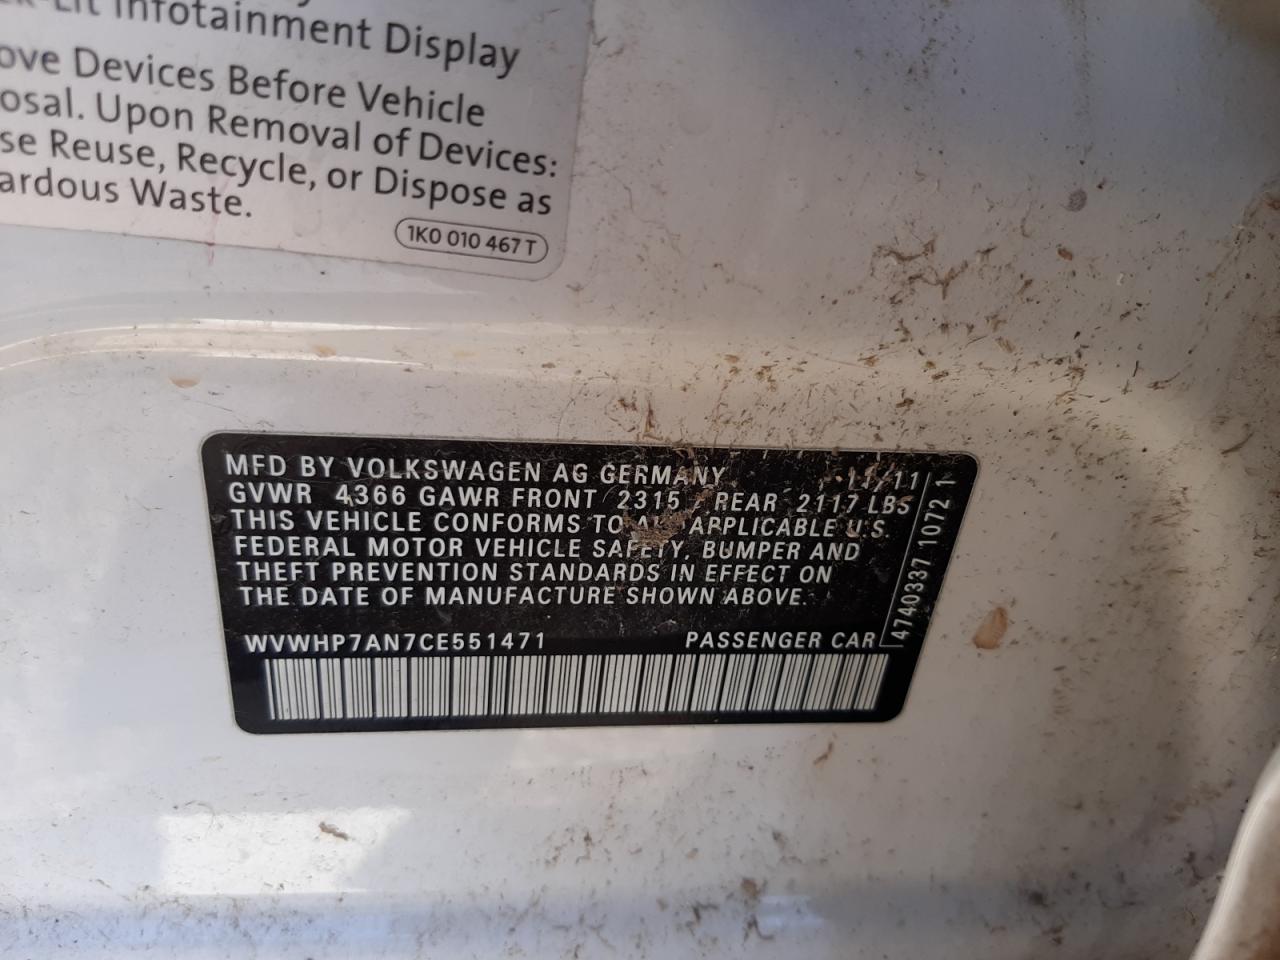 Infotainment Display
ove Devices Before Vehicle
osal. Upon Removal of Devices:
se Reuse, Recycle, or Dispose as
ardous Waste.
1K0 010 467 T
MFD BY VOLKSWAGEN AG GERMANY 11/11
GVWR 4366 GAWR FRONT 2315 REAR 2117 LBS
THIS VEHICLE CONFORMS TO ALL APPLICABLE U.S.
FEDERAL MOTOR VEHICLE SAFETY, BUMPER AND
THEFT PREVENTION STANDARDS IN EFFECT ON
THE DATE OF MANUFACTURE SHOWN ABOVE.
WVWHP7AN7CE551471 PASSENGER CAR
4740337 1072 1